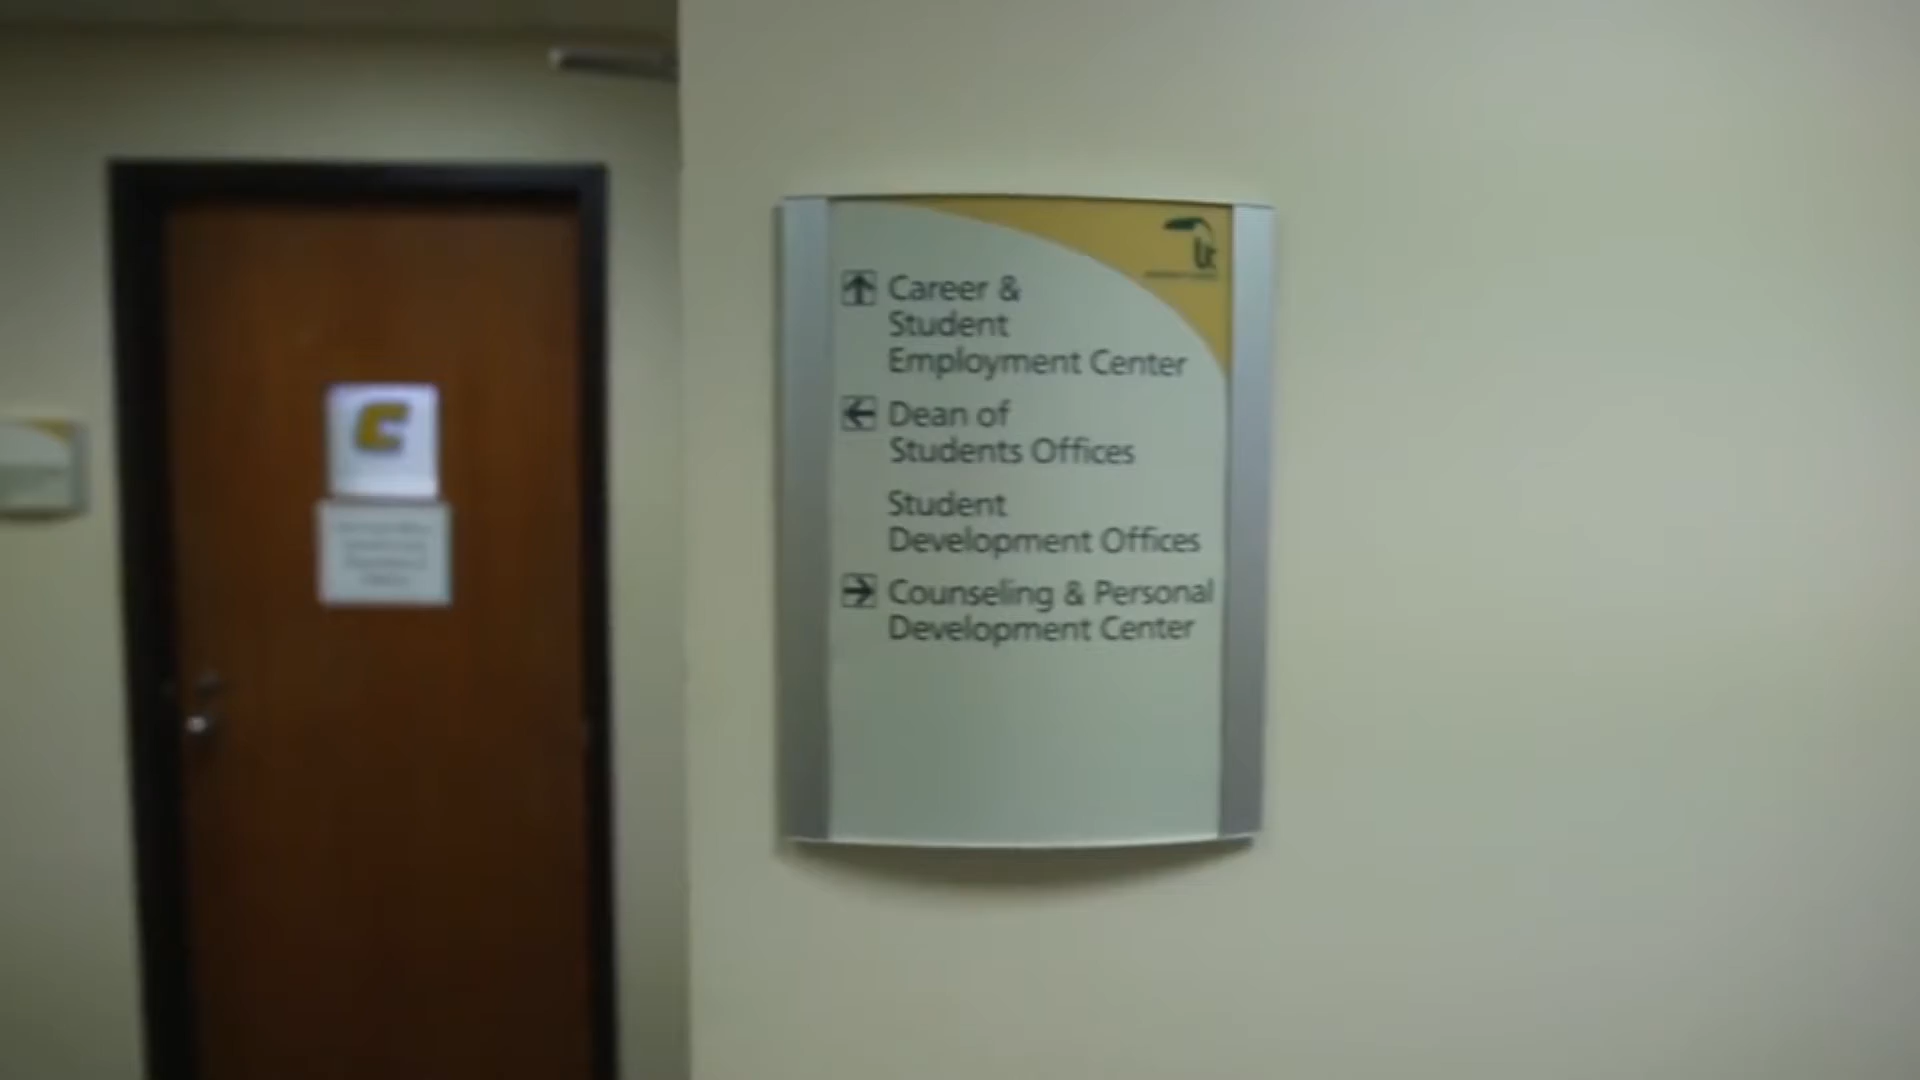 C
Career &
Student
Employment Center
Dean of
Students Offices
Student
Development Offices
Counseling & Personal
Development Center